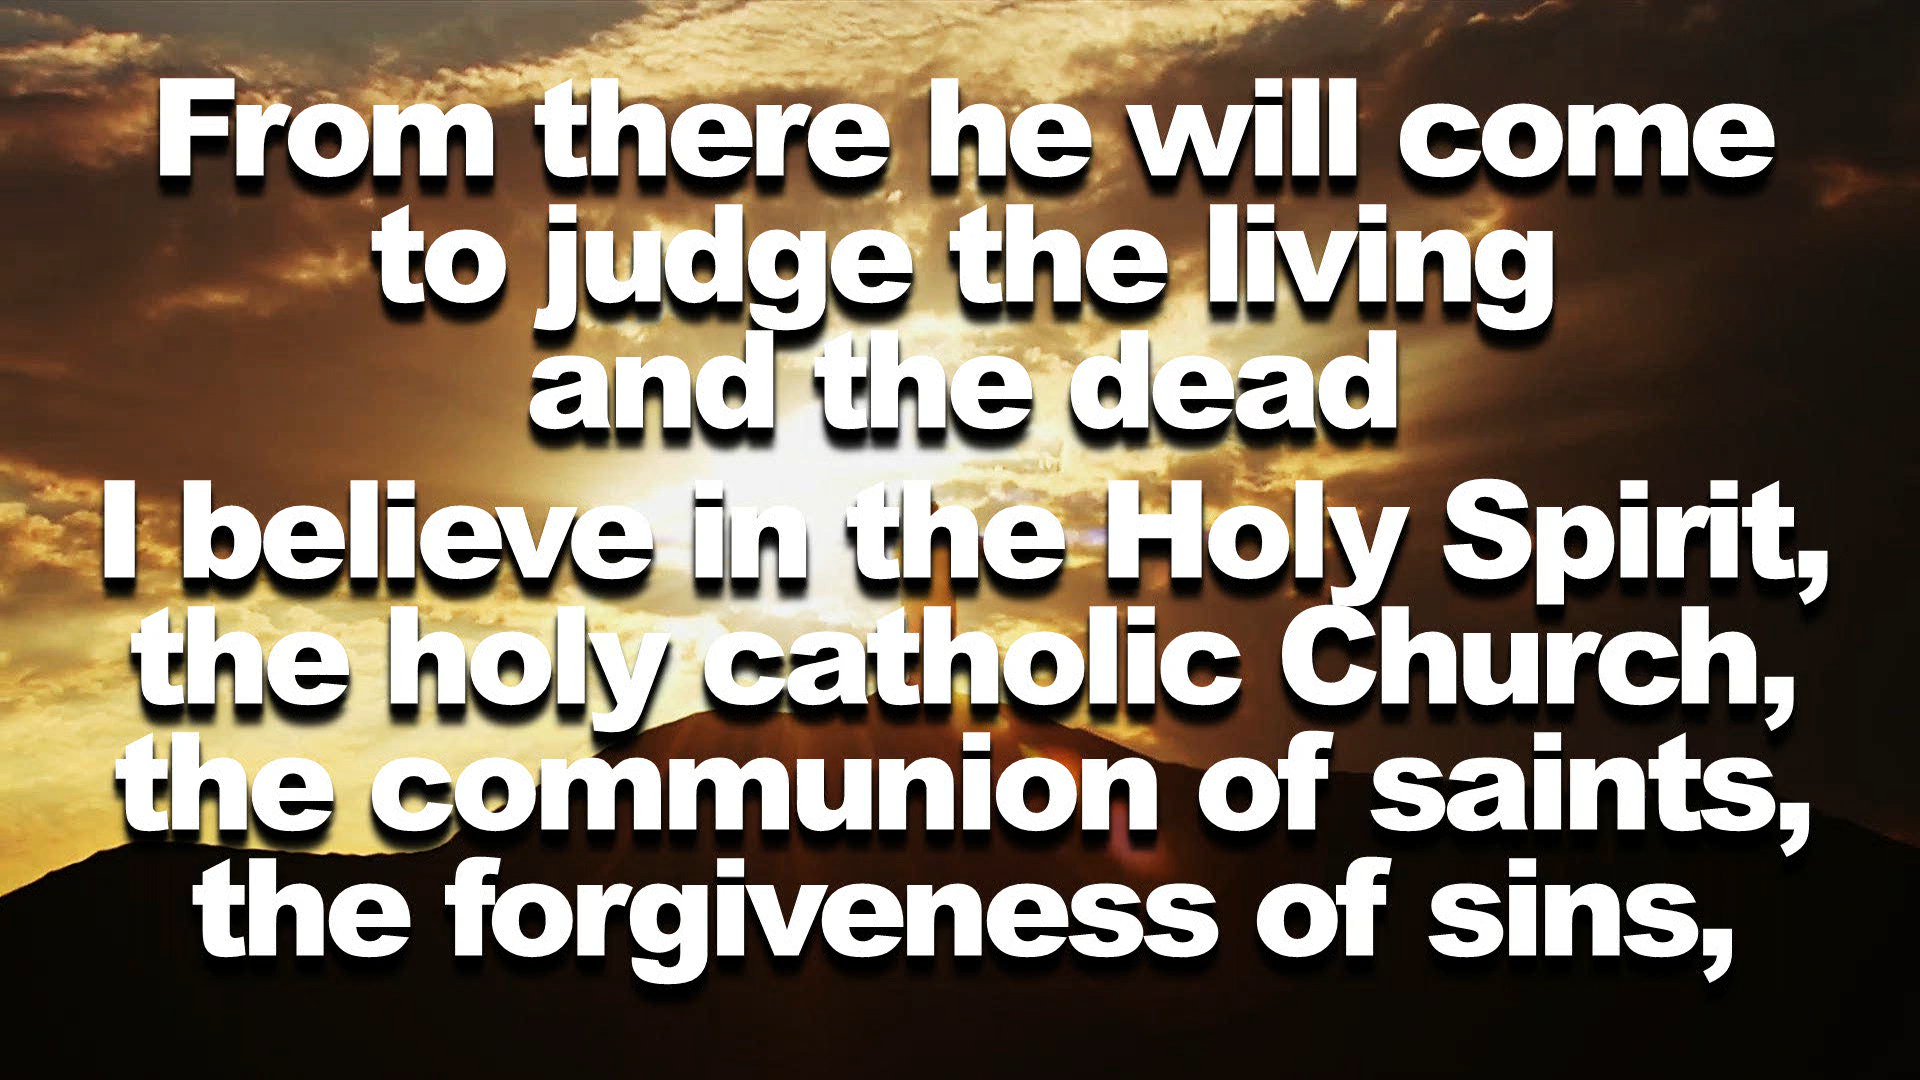 From there he will come
to judge the living
and the dead
I believe in the Holy Spirit,
the holy catholic Church,
the communion of saints,
the forgiveness of sins,